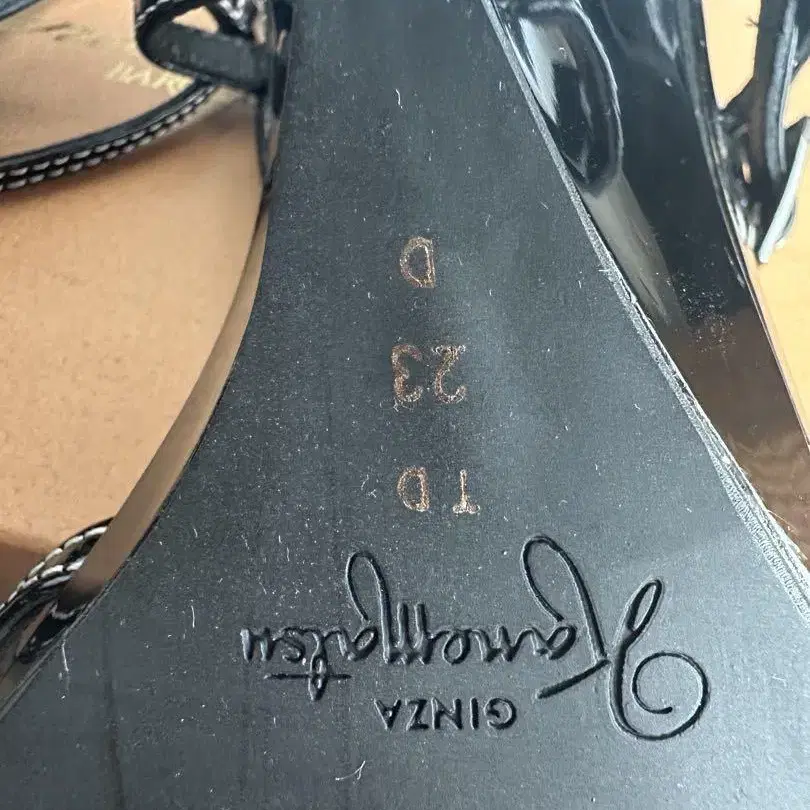 GINZA
Kanematsu
TD
23
D